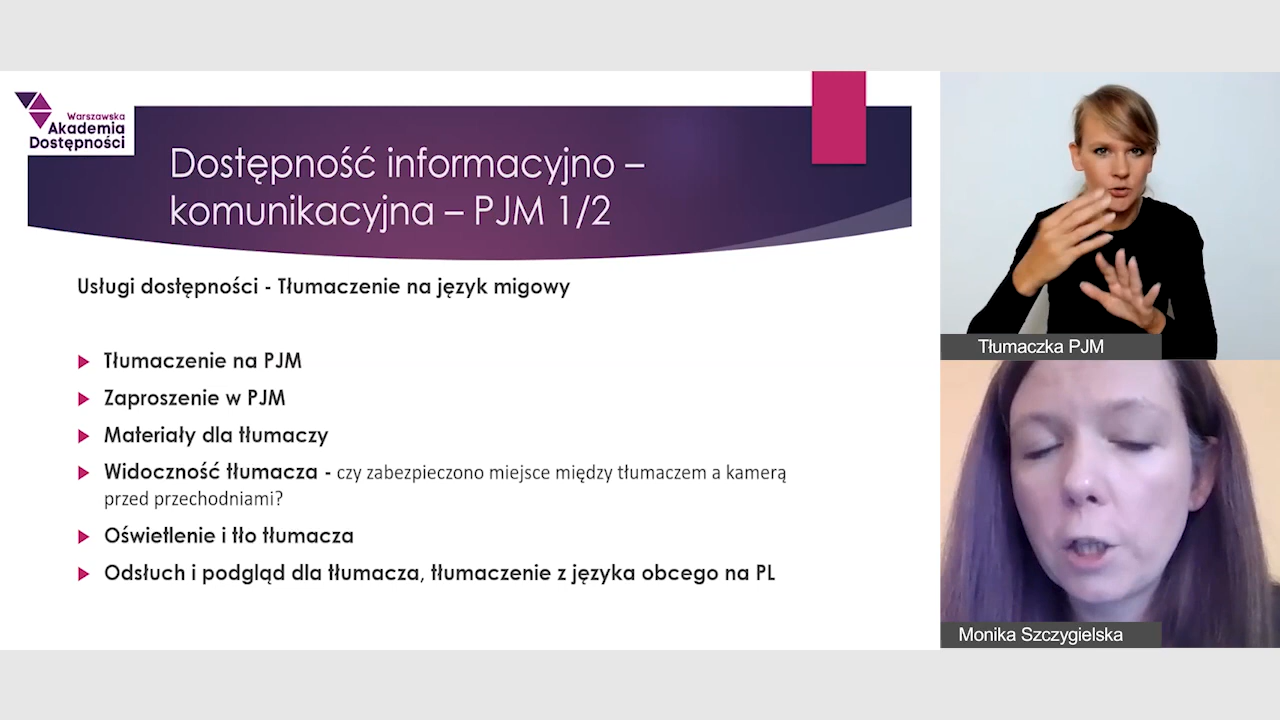 Warszawska
Akademia
Dostępności
Dostępność informacyjno –
komunikacyjna – PJM 1/2
Usługi dostępności - Tłumaczenie na język migowy
Tłumaczenie na PJM
Zaproszenie w PJM
Materiały dla tłumaczy
Widoczność tłumacza - czy zabezpieczono miejsce między tłumaczem a kamerą
przed przechodniami?
Oświetlenie i tło tłumacza
Odsłuch i podgląd dla tłumacza, tłumaczenie z języka obcego na PL
Tłumaczka PJM
Monika Szczygielska